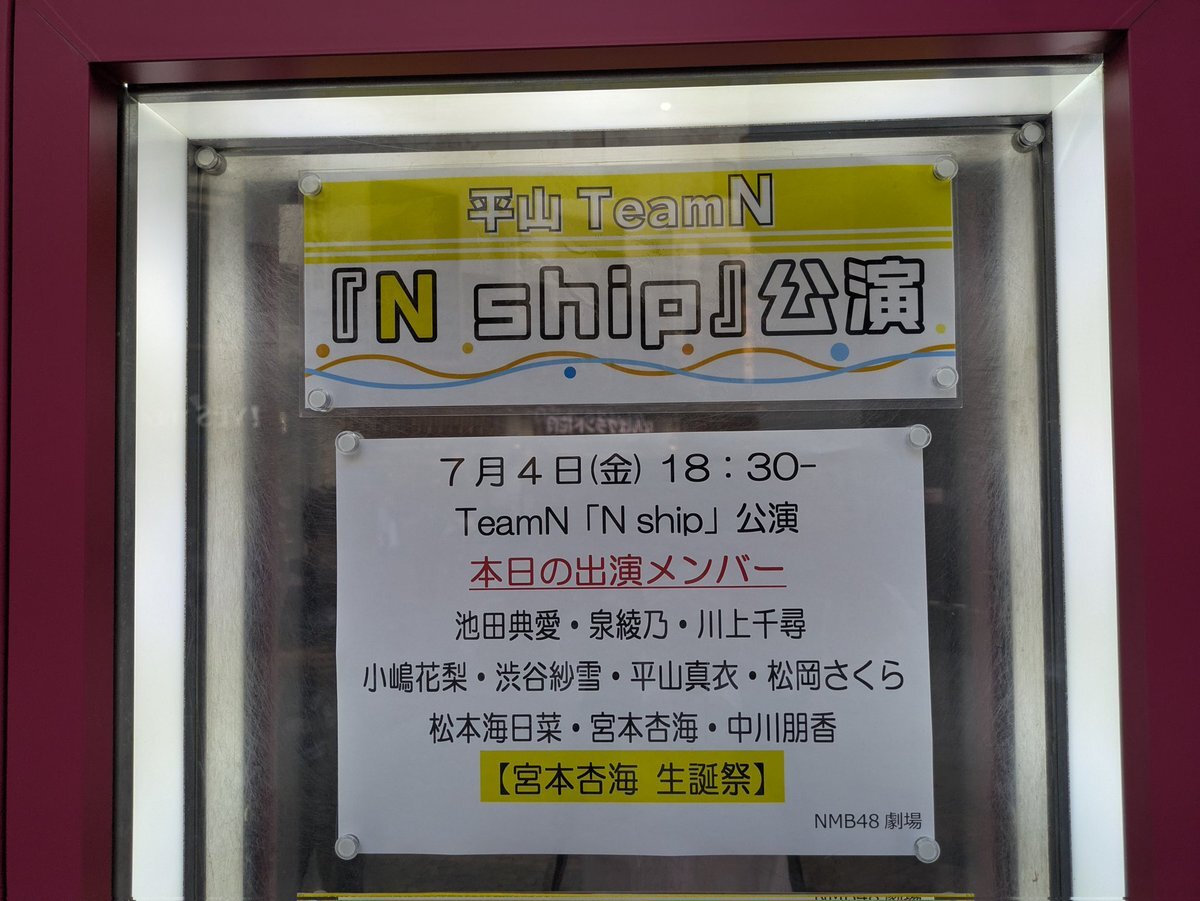 平山 TeamN
『N ship』公演
7月4日(金) 18:30-
TeamN「N ship」公演
本日の出演メンバー
池田典愛・泉綾乃・川上千尋
小嶋花梨・渋谷紗雪・平山真衣・松岡さくら
松本海日菜・宮本杏海・中川朋香
【宮本杏海 生誕祭】
NMB48 劇場